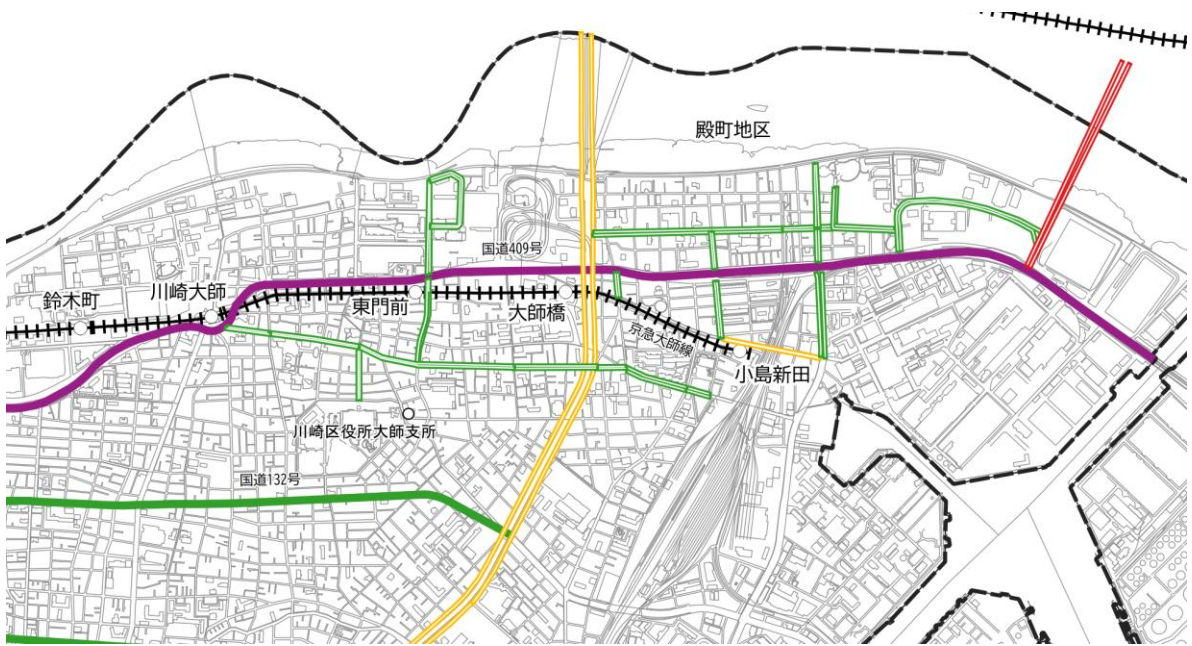 殿町地区
国道409号
川崎大師
鈴木町
東門前
大師橋
京急大師線
小島新田
川崎区役所大師支所
国道132号